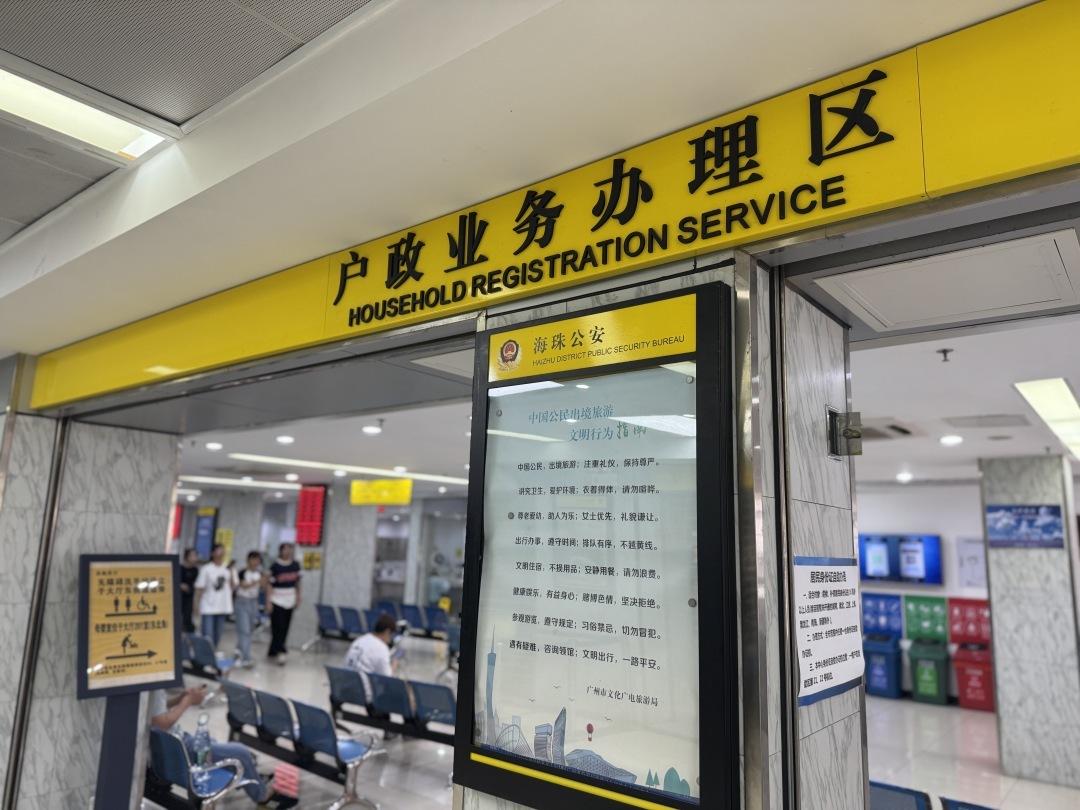 户政业务办理区
HOUSEHOLD REGISTRATION SERVICE
海珠公安
HAIZHU DISTRICT PUBLIC SECURITY BUREAU
中国公民出境旅游
文明行为指南
中国公民，出境旅游；注重礼仪，保持尊严。
讲究卫生，爱护环境；衣着得体，请勿喧哗。
尊老爱幼，助人为乐；女士优先，礼貌谦让。
出行办事，遵守时间；排队有序，不越黄线。
文明住宿，不损用品；安静用餐，请勿浪费。
健康娱乐，有益身心；赌博色情，坚决拒绝。
参观游览，遵守规定；习俗禁忌，切勿冒犯。
遇有疑难，咨询领馆；文明出行，一路平安。
广州市文化广电旅游局